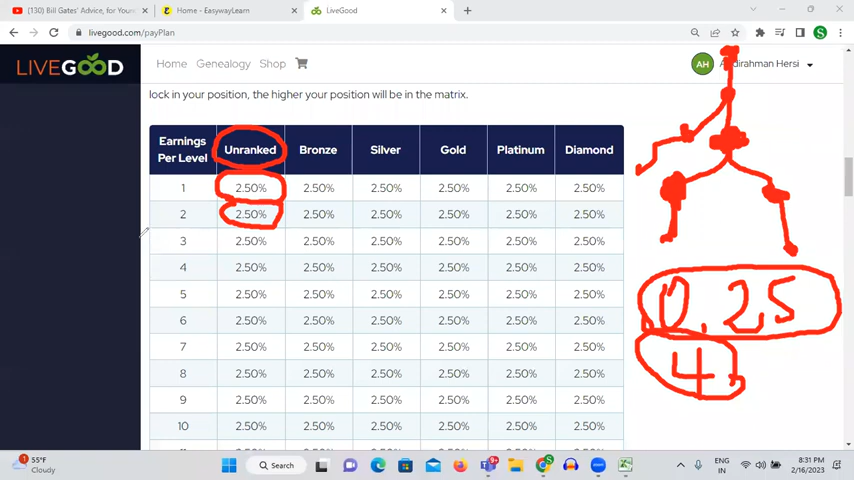 (130) Bill Gates' Advice, for Your
Home - EasywayLearn
LiveGood
livegood.com/payPlan
LIVEGOOD
Home Genealogy Shop
AH
dirahman Hersi
lock in your position, the higher your position will be in the matrix.
Earnings Per Level Unranked Bronze Silver Gold Platinum Diamond
1 2.50% 2.50% 2.50% 2.50% 2.50% 2.50%
2 2.50% 2.50% 2.50% 2.50% 2.50% 2.50%
3 2.50% 2.50% 2.50% 2.50% 2.50% 2.50%
4 2.50% 2.50% 2.50% 2.50% 2.50% 2.50%
5 2.50% 2.50% 2.50% 2.50% 2.50% 2.50%
6 2.50% 2.50% 2.50% 2.50% 2.50% 2.50%
7 2.50% 2.50% 2.50% 2.50% 2.50% 2.50%
8 2.50% 2.50% 2.50% 2.50% 2.50% 2.50%
9 2.50% 2.50% 2.50% 2.50% 2.50% 2.50%
10 2.50% 2.50% 2.50% 2.50% 2.50% 2.50%
0.25
4
1
55°F
Cloudy
Search
9+
ENG
IN
8:31 PM
2/16/2023